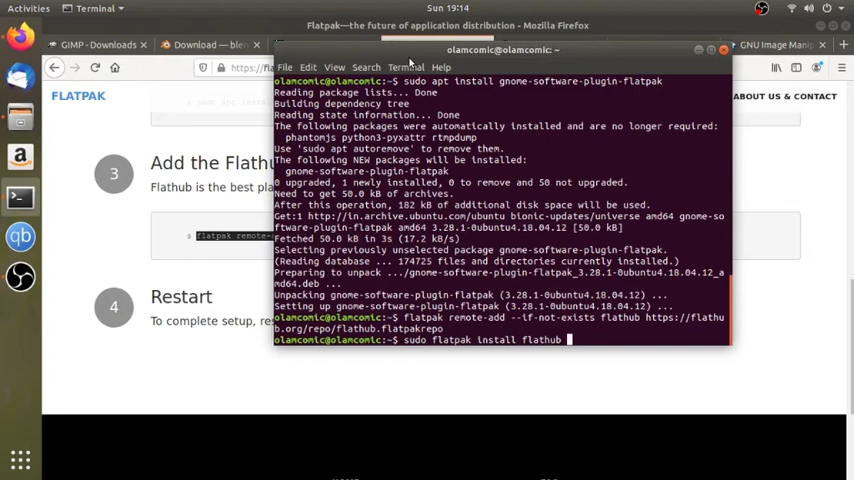 Activities
Terminal
Sun 19:14
Flatpak—the future of application distribution - Mozilla Firefox
GIMP - Downloads
Download — blen
GNU Image Mani
olamcomic@olamcomic: ~
https://fl
File Edit View Search Terminal Help
FLATPAK
ABOUT US & CONTACT
olamcomic@olamcomic:~$ sudo apt install gnome-software-plugin-flatpak
Reading package lists... Done
Building dependency tree
Reading state information... Done
The following packages were automatically installed and are no longer required:
phantomjs python3-pyxattr rtmpdump
Use 'sudo apt autoremove' to remove them.
The following NEW packages will be installed:
gnome-software-plugin-flatpak
0 upgraded, 1 newly installed, 0 to remove and 50 not upgraded.
Need to get 50.0 kB of archives.
After this operation, 182 kB of additional disk space will be used.
Get:1 http://in.archive.ubuntu.com/ubuntu bionic-updates/universe amd64 gnome-so
ftware-plugin-flatpak amd64 3.28.1-0ubuntu4.18.04.12 [50.0 kB]
Fetched 50.0 kB in 3s (17.2 kB/s)
Selecting previously unselected package gnome-software-plugin-flatpak.
(Reading database ... 174725 files and directories currently installed.)
Preparing to unpack .../gnome-software-plugin-flatpak_3.28.1-0ubuntu4.18.04.12_a
md64.deb ...
Unpacking gnome-software-plugin-flatpak (3.28.1-0ubuntu4.18.04.12) ...
Setting up gnome-software-plugin-flatpak (3.28.1-0ubuntu4.18.04.12) ...
olamcomic@olamcomic:~$ flatpak remote-add --if-not-exists flathub https://flathu
b.org/repo/flathub.flatpakrepo
olamcomic@olamcomic:~$ sudo flatpak install flathub
$ sudo apt insta
3
Add the Flathu
Flathub is the best pla
$ flatpak remote-
4
Restart
To complete setup, res